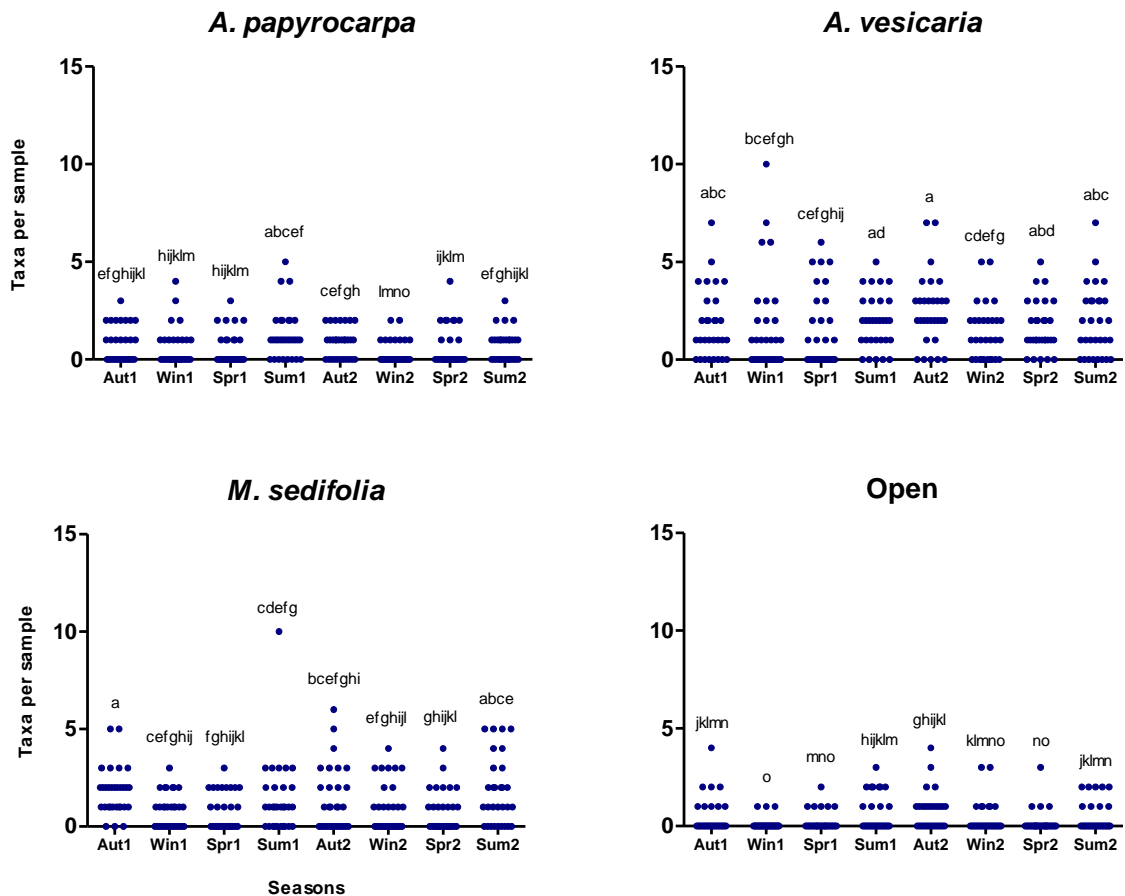 A. papyrocarpa
Taxa per sample
15
10
5
0
efghijkl
hijklm
hijklm
abcef
cefgh
lmno
ijklm
efghijkl
Aut1 Win1 Spr1 Sum1 Aut2 Win2 Spr2 Sum2
A. vesicaria
15
10
5
0
abc
bcefgh
cefghij
ad
a
cdefg
abd
abc
Aut1 Win1 Spr1 Sum1 Aut2 Win2 Spr2 Sum2
M. sedifolia
Taxa per sample
15
10
5
0
a
cefghij
fghijkl
cdefg
bcefghi
efghijl
ghijkl
abce
Aut1 Win1 Spr1 Sum1 Aut2 Win2 Spr2 Sum2
Seasons
Open
15
10
5
0
jklmn
o
mno
hijklm
ghijkl
klmno
no
jklmn
Aut1 Win1 Spr1 Sum1 Aut2 Win2 Spr2 Sum2